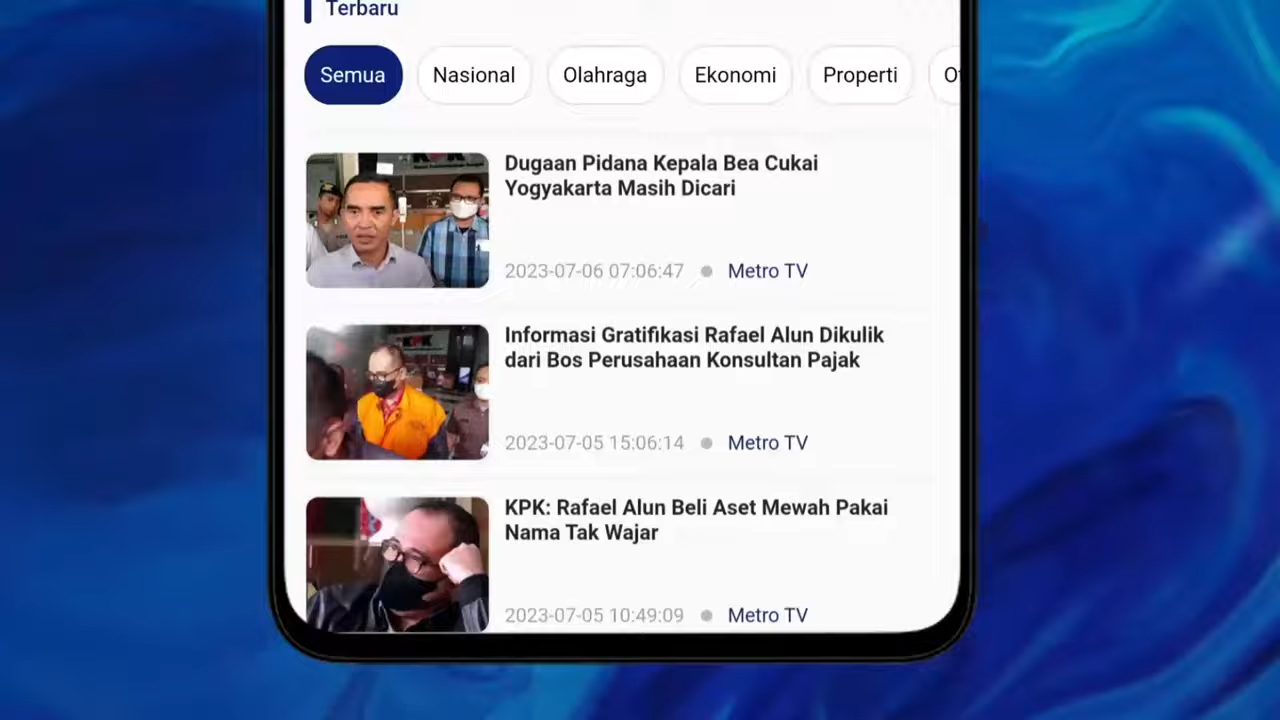 Terbaru
Semua
Nasional
Olahraga
Ekonomi
Properti
Dugaan Pidana Kepala Bea Cukai
Yogyakarta Masih Dicari
2023-07-06 07:06:47
Metro TV
Informasi Gratifikasi Rafael Alun Dikulik
dari Bos Perusahaan Konsultan Pajak
2023-07-05 15:06:14
Metro TV
KPK: Rafael Alun Beli Aset Mewah Pakai
Nama Tak Wajar
2023-07-05 10:49:09
Metro TV